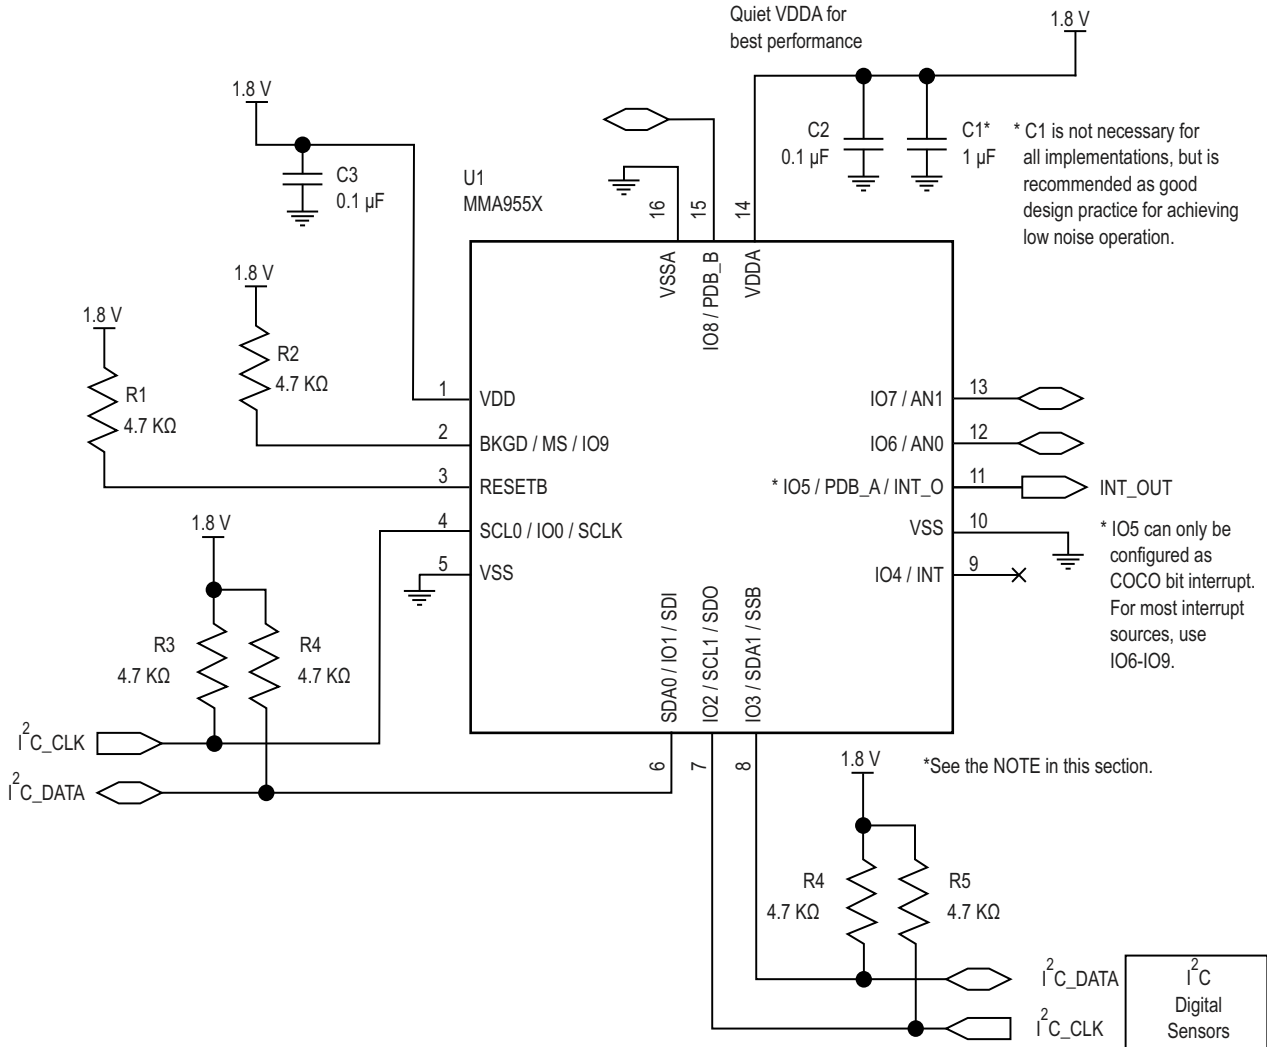 Quiet VDDA for
best performance
1.8 V
1.8 V
C3
0.1 µF
C2
0.1 µF
C1*
1 µF
* C1 is not necessary for
all implementations, but is
recommended as good
design practice for achieving
low noise operation.
U1
MMA955X
16
15
14
VSSA
IO8 / PDB_B
VDDA
1.8 V
R2
4.7 KΩ
1.8 V
R1
4.7 KΩ
1
VDD
2
BKGD / MS / IO9
3
RESETB
4
SCL0 / IO0 / SCLK
5
VSS
IO7 / AN1
13
IO6 / AN0
12
* IO5 / PDB_A / INT_O
11
INT_OUT
VSS
10
IO4 / INT
9
* IO5 can only be
configured as
COCO bit interrupt.
For most interrupt
sources, use
IO6-IO9.
1.8 V
R3
4.7 KΩ
R4
4.7 KΩ
SDA0 / IO1 / SDI
IO2 / SCL1 / SDO
IO3 / SDA1 / SSB
6
7
8
I2C_CLK
I2C_DATA
1.8 V
*See the NOTE in this section.
R4
4.7 KΩ
R5
4.7 KΩ
I2C_DATA
I2C_CLK
I2C
Digital
Sensors